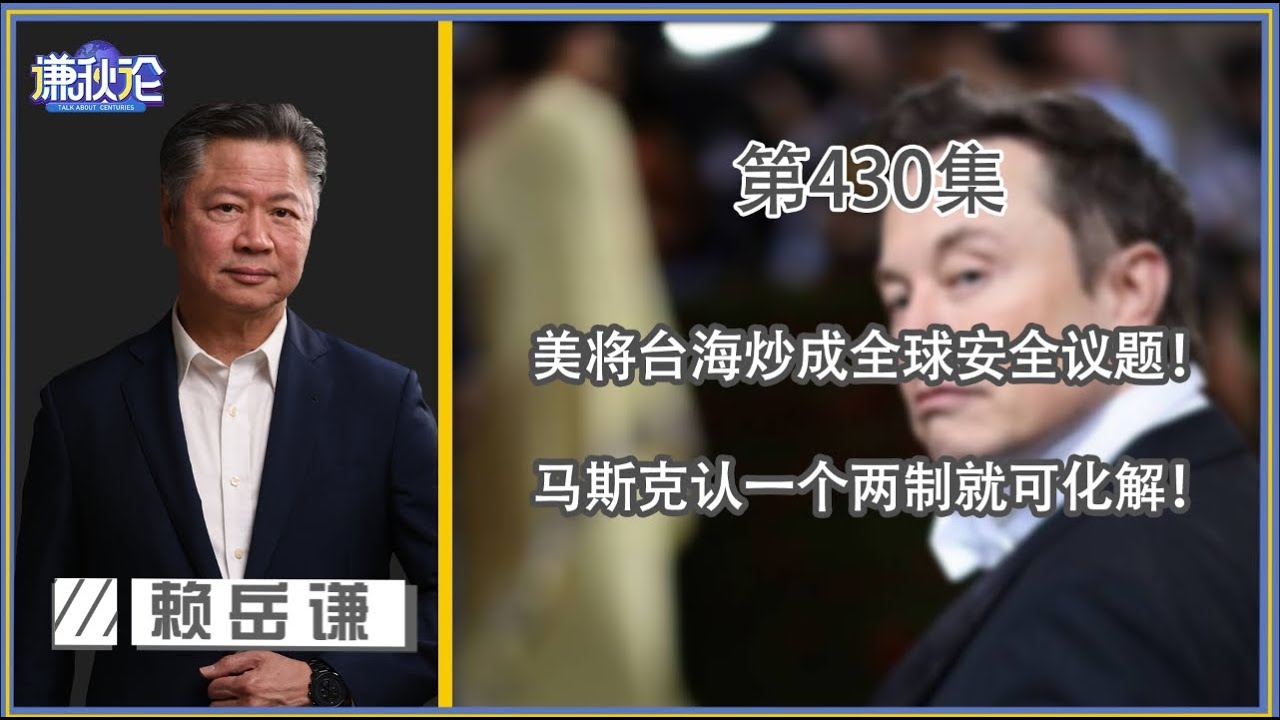 谦秋论
TALK ABOUT CENTURIES
第430集
美将台海炒成全球安全议题！
马斯克认一个两制就可化解！
赖岳谦